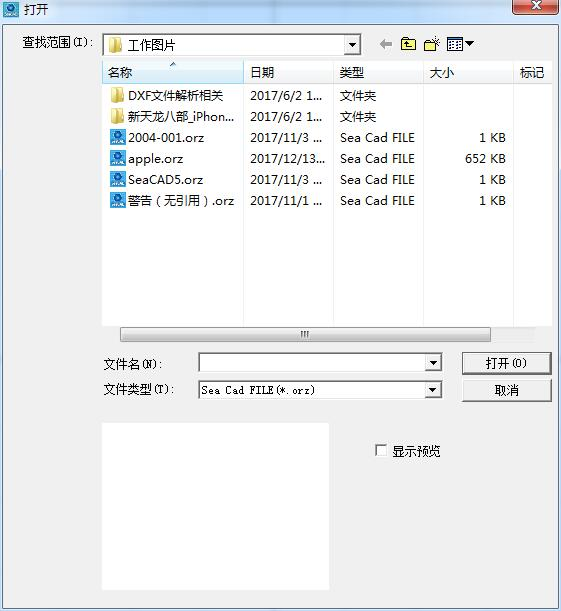 打开
查找范围(I): 工作图片
名称 日期 类型 大小 标记
DXF文件解析相关 2017/6/2 1... 文件夹
新天龙八部_iPhon... 2017/6/2 1... 文件夹
2004-001.orz 2017/11/3 ... Sea Cad FILE 1 KB
apple.orz 2017/12/13... Sea Cad FILE 652 KB
SeaCAD5.orz 2017/11/3 ... Sea Cad FILE 1 KB
警告（无引用）.orz 2017/11/1 ... Sea Cad FILE 1 KB
文件名(N): 打开(O)
文件类型(T): Sea Cad FILE(*.orz) 取消
显示预览